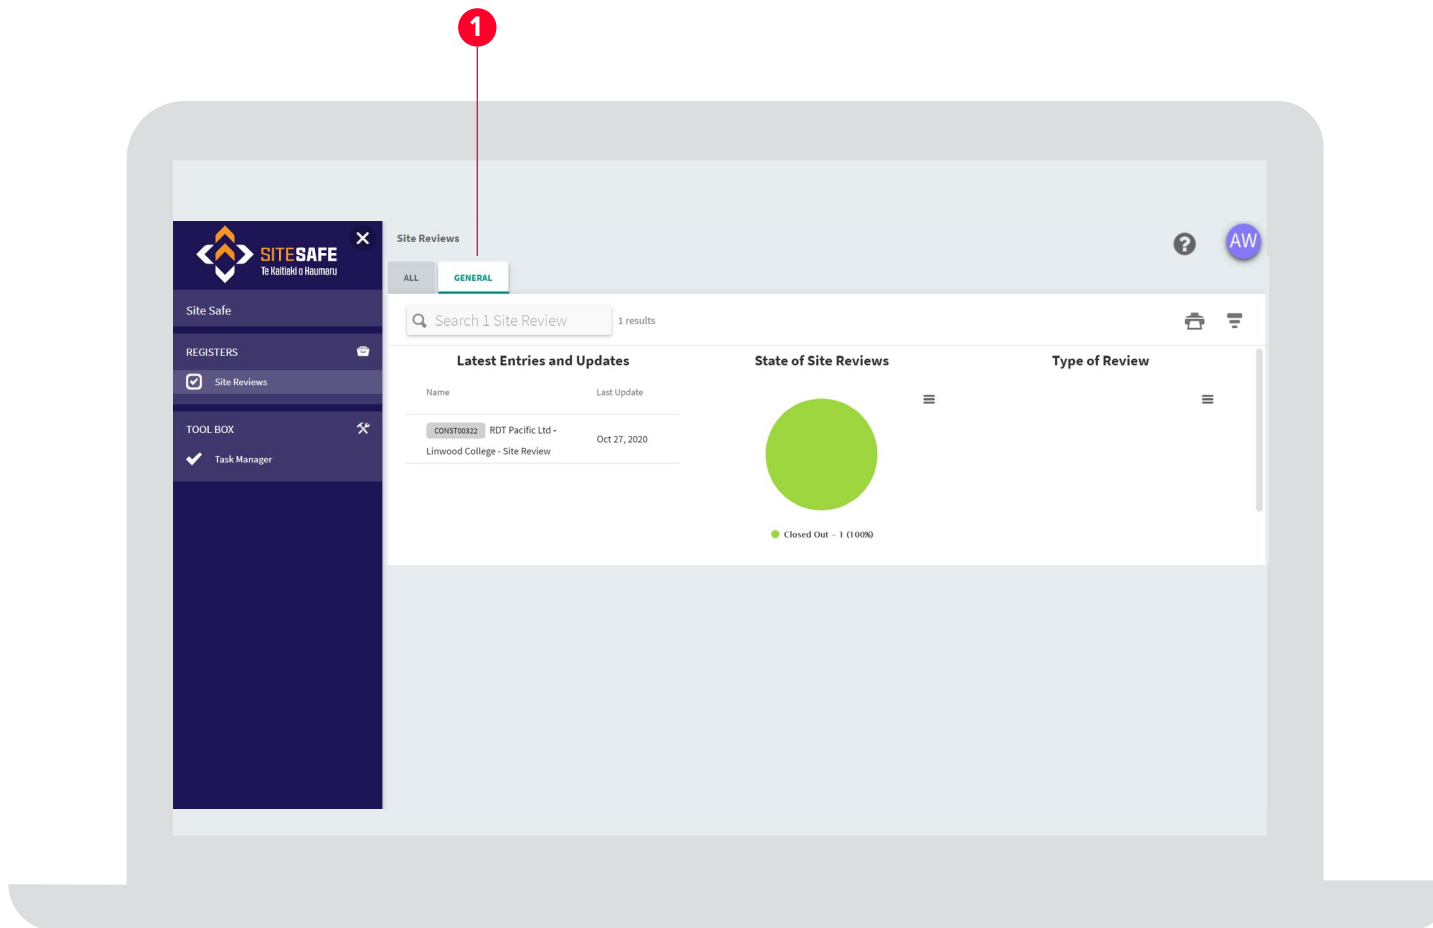 1
SITESAFE
Te Kaitiaki o Haumaru
Site Safe
REGISTERS
Site Reviews
TOOL BOX
Task Manager
Site Reviews
AW
ALL
GENERAL
Search 1 Site Review
1 results
Latest Entries and Updates
Name
Last Update
CONST00322 RDT Pacific Ltd -
Linwood College - Site Review
Oct 27, 2020
State of Site Reviews
Closed Out - 1 (100%)
Type of Review